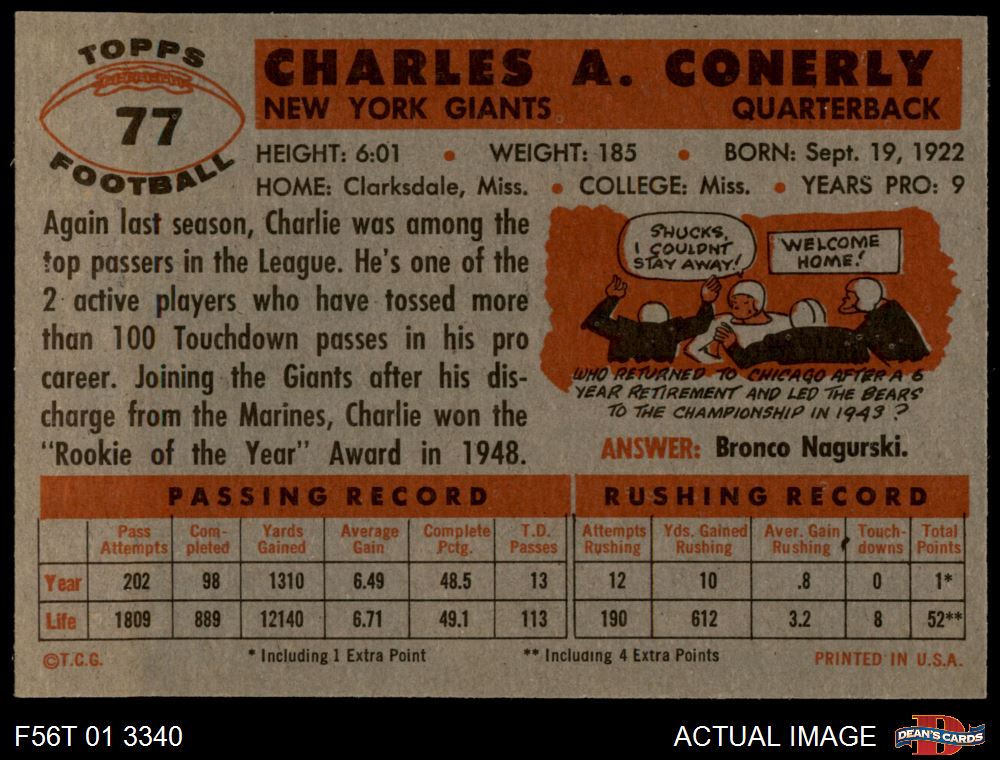 TOPPS
77
FOOTBALL
CHARLES A. CONERLY
NEW YORK GIANTS QUARTERBACK
HEIGHT: 6:01 • WEIGHT: 185 • BORN: Sept. 19, 1922
HOME: Clarksdale, Miss. • COLLEGE: Miss. • YEARS PRO: 9
Again last season, Charlie was among the
top passers in the League. He's one of the
2 active players who have tossed more
than 100 Touchdown passes in his pro
career. Joining the Giants after his dis-
charge from the Marines, Charlie won the
"Rookie of the Year" Award in 1948.
SHUCKS,
I COULDNT
STAY AWAY!
WELCOME
HOME!
WHO RETURNED TO CHICAGO AFTER A 6
YEAR RETIREMENT AND LED THE BEARS
TO THE CHAMPIONSHIP IN 1943?
ANSWER: Bronco Nagurski.
PASSING RECORD
Pass Attempts Com-pleted Yards Gained Average Gain Complete Pctg. T.D. Passes
Year 202 98 1310 6.49 48.5 13
Life 1809 889 12140 6.71 49.1 113
RUSHING RECORD
Attempts Rushing Yds. Gained Rushing Aver. Gain Rushing Touch-downs Total Points
12 10 .8 0 1*
190 612 3.2 8 52**
©T.C.G. * Including 1 Extra Point ** Including 4 Extra Points PRINTED IN U.S.A.
F56T 01 3340 ACTUAL IMAGE D DEAN'S CARDS